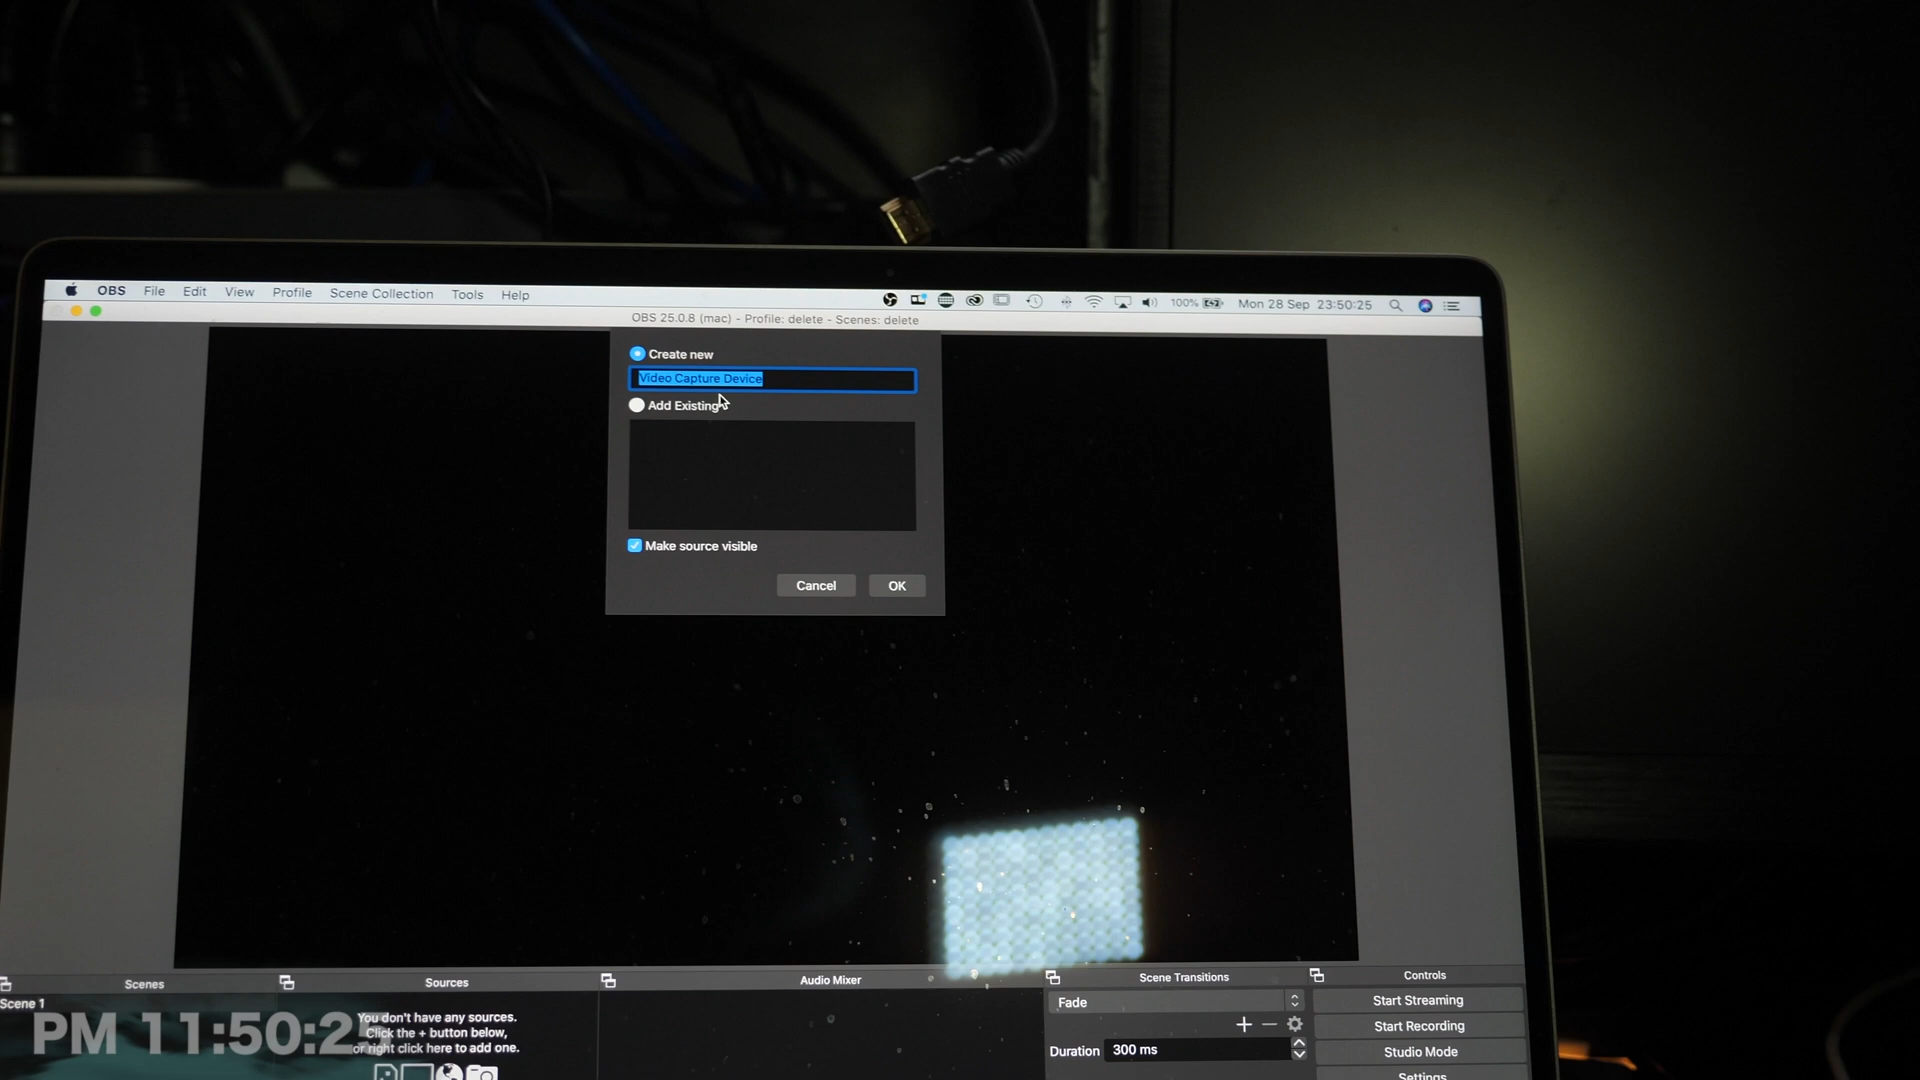 OBS File Edit View Profile Scene Collection Tools Help 100% Mon 28 Sep 23:50:25
OBS 25.0.8 (mac) - Profile: delete - Scenes: delete
Create new
Video Capture Device
Add Existing
Make source visible
Cancel OK
Scenes Sources Audio Mixer Scene Transitions Controls
Scene 1
You don't have any sources.
Click the + button below,
or right click here to add one.
Fade
Duration 300 ms
Start Streaming
Start Recording
Studio Mode
Settings
PM 11:50:25